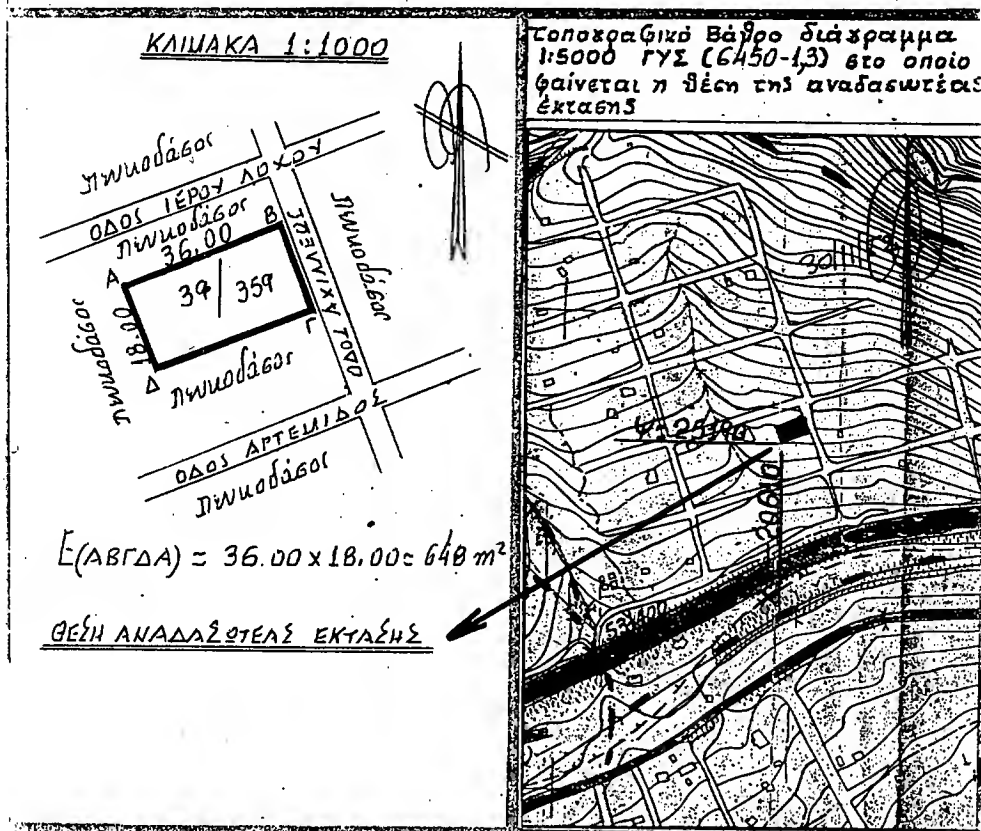 ΚΛΙΜΑΚΑ 1:1000
Πευκοδάσος
ΟΔΟΣ ΙΕΡΟΥ ΛΟΧΟΥ
Πευκοδάσος
36.00
Α
Β
39/359
18.00
Δ
Γ
Πευκοδάσος
Πευκοδάσος
ΟΔΟΣ
Πευκοδάσος
ΟΔΟΣ ΑΡΤΕΜΙΔΟΣ
Πευκοδάσος
Ε(ΑΒΓΔΑ) = 36.00 x 18.00 = 648 m²
ΘΕΣΗ ΑΝΑΔΑΣΩΤΕΑΣ ΕΚΤΑΣΗΣ
Τοπογραφικό Βάθρο διάγραμμα
1:5000 ΓΥΣ (6450-1,3) στο οποίο
φαίνεται η θέση της αναδασωτέας
έκτασης